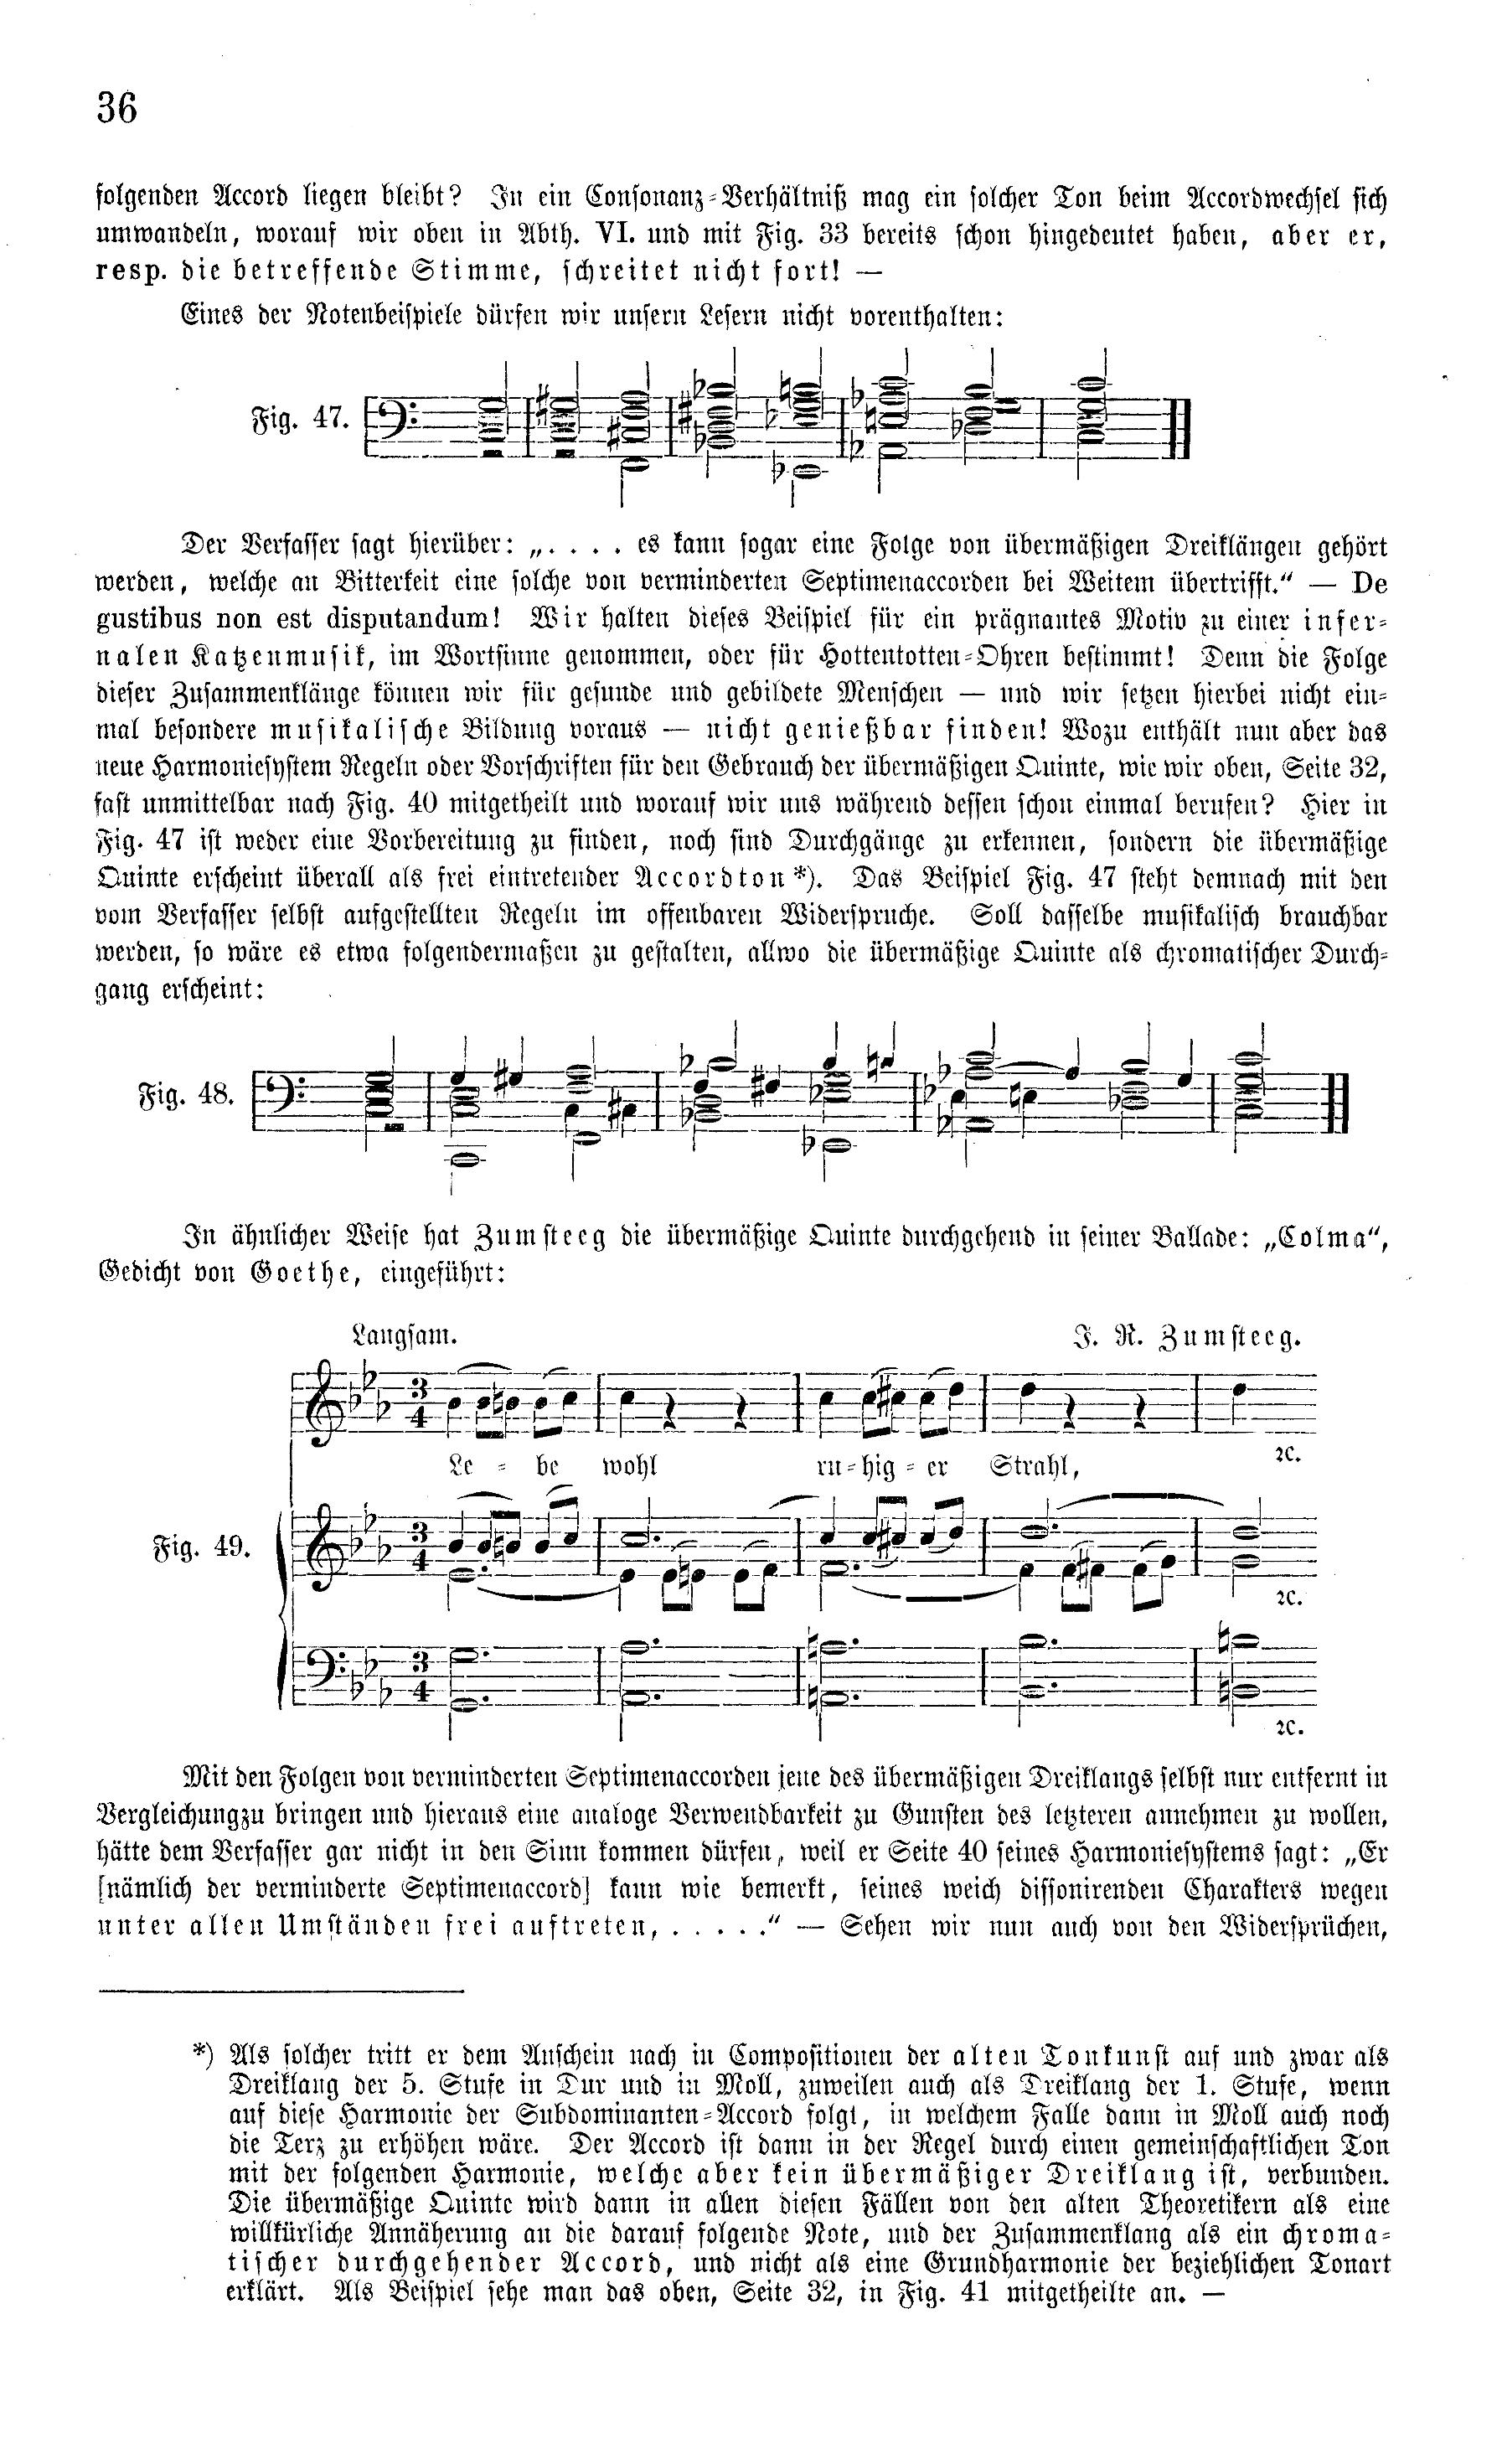 36
folgenden Accord liegen bleibt? In ein Consonanz-Verhältniß mag ein solcher Ton beim Accordwechsel sich
umwandeln, worauf wir oben in Abth. VI. und mit Fig. 33 bereits schon hingedeutet haben, aber er,
resp. die betreffende Stimme, schreitet nicht fort! —
Eines der Notenbeispiele dürfen wir unsern Lesern nicht vorenthalten:
Fig. 47.
Der Verfasser sagt hierüber: „. . . . es kann sogar eine Folge von übermäßigen Dreiklängen gehört
werden, welche an Bitterkeit eine solche von verminderten Septimenaccorden bei Weitem übertrifft.“ — De
gustibus non est disputandum! Wir halten dieses Beispiel für ein prägnantes Motiv zu einer infer-
nalen Katzenmusik, im Wortsinne genommen, oder für Hottentotten-Ohren bestimmt! Denn die Folge
dieser Zusammenklänge können wir für gesunde und gebildete Menschen — und wir setzen hierbei nicht ein-
mal besondere musikalische Bildung voraus — nicht genießbar finden! Wozu enthält nun aber das
neue Harmoniesystem Regeln oder Vorschriften für den Gebrauch der übermäßigen Quinte, wie wir oben, Seite 32,
fast unmittelbar nach Fig. 40 mitgetheilt und worauf wir uns während dessen schon einmal berufen? Hier in
Fig. 47 ist weder eine Vorbereitung zu finden, noch sind Durchgänge zu erkennen, sondern die übermäßige
Quinte erscheint überall als frei eintretender Accordton*). Das Beispiel Fig. 47 steht demnach mit den
vom Verfasser selbst aufgestellten Regeln im offenbaren Widerspruche. Soll dasselbe musikalisch brauchbar
werden, so wäre es etwa folgendermaßen zu gestalten, allwo die übermäßige Quinte als chromatischer Durch-
gang erscheint:
Fig. 48.
In ähnlicher Weise hat Zumsteeg die übermäßige Quinte durchgehend in seiner Ballade: „Colma“,
Gedicht von Goethe, eingeführt:
Langsam. J. R. Zumsteeg.
3 4
Le - be wohl ru-hig-er Strahl, ꝛc.
Fig. 49. 3 4 ꝛc.
3 4 ꝛc.
Mit den Folgen von verminderten Septimenaccorden jene des übermäßigen Dreiklangs selbst nur entfernt in
Vergleichungzu bringen und hieraus eine analoge Verwendbarkeit zu Gunsten des letzteren annehmen zu wollen,
hätte dem Verfasser gar nicht in den Sinn kommen dürfen, weil er Seite 40 seines Harmoniesystems sagt: „Er
[nämlich der verminderte Septimenaccord] kann wie bemerkt, seines weich dissonirenden Charakters wegen
unter allen Umständen frei auftreten, . . . . .“ — Sehen wir nun auch von den Widersprüchen,
*) Als solcher tritt er dem Anschein nach in Compositionen der alten Tonkunst auf und zwar als
Dreiklang der 5. Stufe in Dur und in Moll, zuweilen auch als Dreiklang der 1. Stufe, wenn
auf diese Harmonie der Subdominanten-Accord folgt, in welchem Falle dann in Moll auch noch
die Terz zu erhöhen wäre. Der Accord ist dann in der Regel durch einen gemeinschaftlichen Ton
mit der folgenden Harmonie, welche aber kein übermäßiger Dreiklang ist, verbunden.
Die übermäßige Quinte wird dann in allen diesen Fällen von den alten Theoretikern als eine
willkürliche Annäherung an die darauf folgende Note, und der Zusammenklang als ein chroma-
tischer durchgehender Accord, und nicht als eine Grundharmonie der beziehlichen Tonart
erklärt. Als Beispiel sehe man das oben, Seite 32, in Fig. 41 mitgetheilte an. —